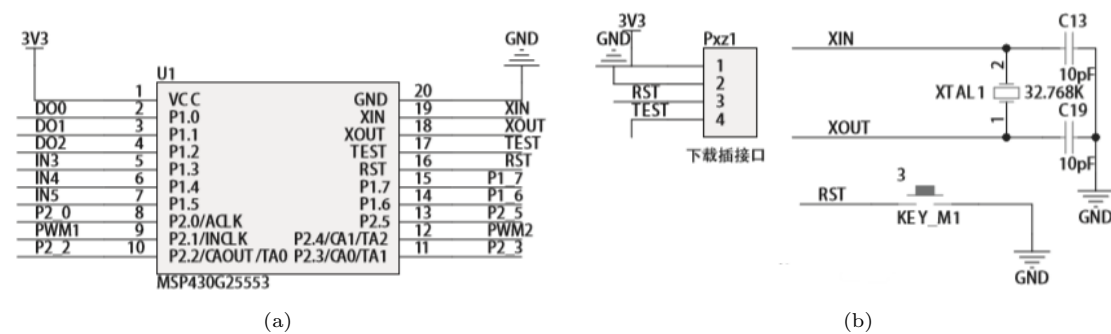 3V3
GND
U1
1 VCC GND 20
DO0 2 P1.0 XIN 19 XIN
DO1 3 P1.1 XOUT 18 XOUT
DO2 4 P1.2 TEST 17 TEST
IN3 5 P1.3 RST 16 RST
IN4 6 P1.4 P1.7 15 P1_7
IN5 7 P1.5 P1.6 14 P1_6
P2_0 8 P2.0/ACLK P2.5 13 P2_5
PWM1 9 P2.1/INCLK P2.4/CA1/TA2 12 PWM2
P2_2 10 P2.2/CAOUT/TA0 P2.3/CA0/TA1 11 P2_3
MSP430G25553
(a)
3V3
GND
Pxz1
1
2
RST 3
TEST 4
下载插接口
XIN
C13
10pF
2
XTAL1 32.768K
1
C19
XOUT
10pF
GND
3
RST
KEY_M1
GND
(b)